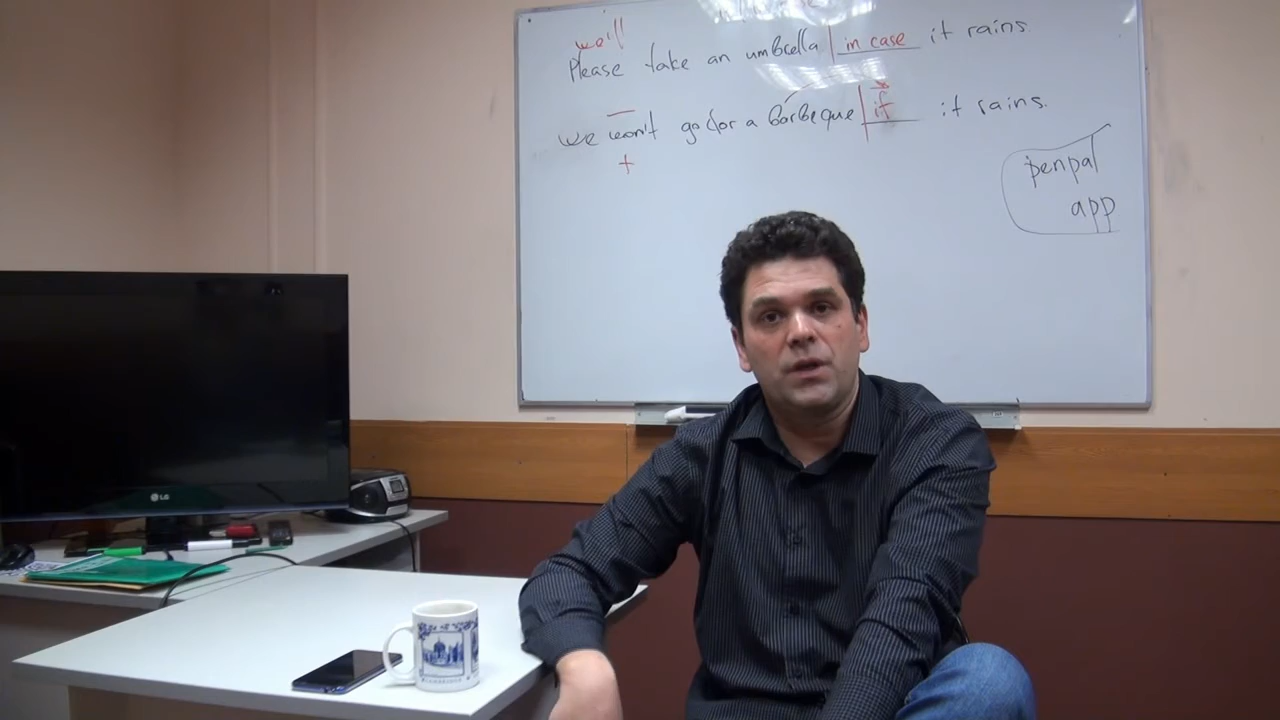 we'll
Please take an umbrella in case it rains.
we won't go for a barbeque if it rains.
+
penpal
app
LG
CAMBRIDGE